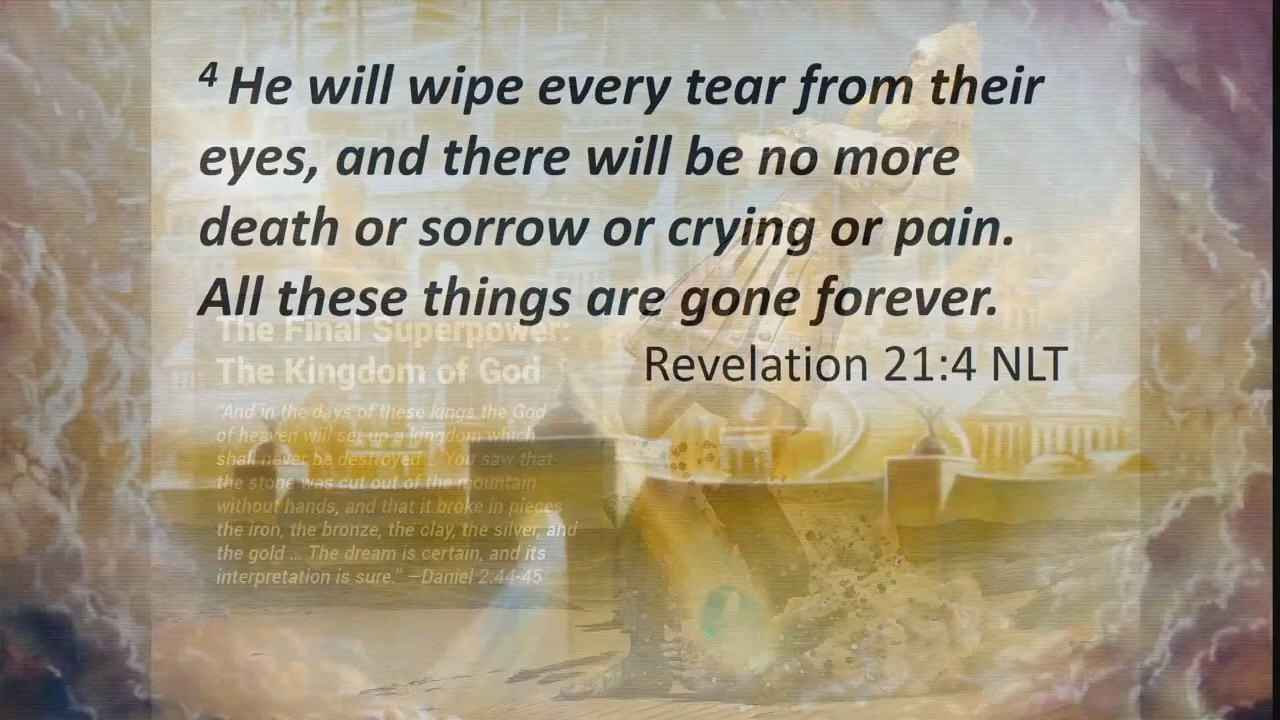 4 He will wipe every tear from their
eyes, and there will be no more
death or sorrow or crying or pain.
All these things are gone forever.
Revelation 21:4 NLT
The Final Superpower:
The Kingdom of God
“And in the days of these kings the God
of heaven will set up a kingdom which
shall never be destroyed ... You saw that
the stone was cut out of the mountain
without hands, and that it broke in pieces
the iron, the bronze, the clay, the silver, and
the gold ... The dream is certain, and its
interpretation is sure.” —Daniel 2:44-45